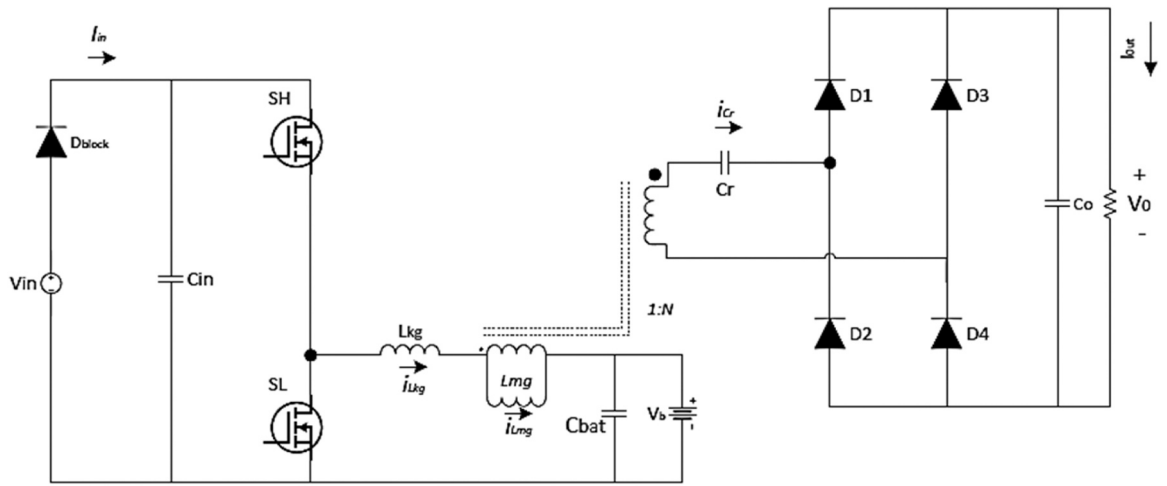 Iin
SH
Dblock
Vin
Cin
SL
Lkg
iLkg
Lmg
iLmg
Cbat
Vb
+
-
1:N
iCr
Cr
D1
D3
D2
D4
Co
Iout
+
V0
-